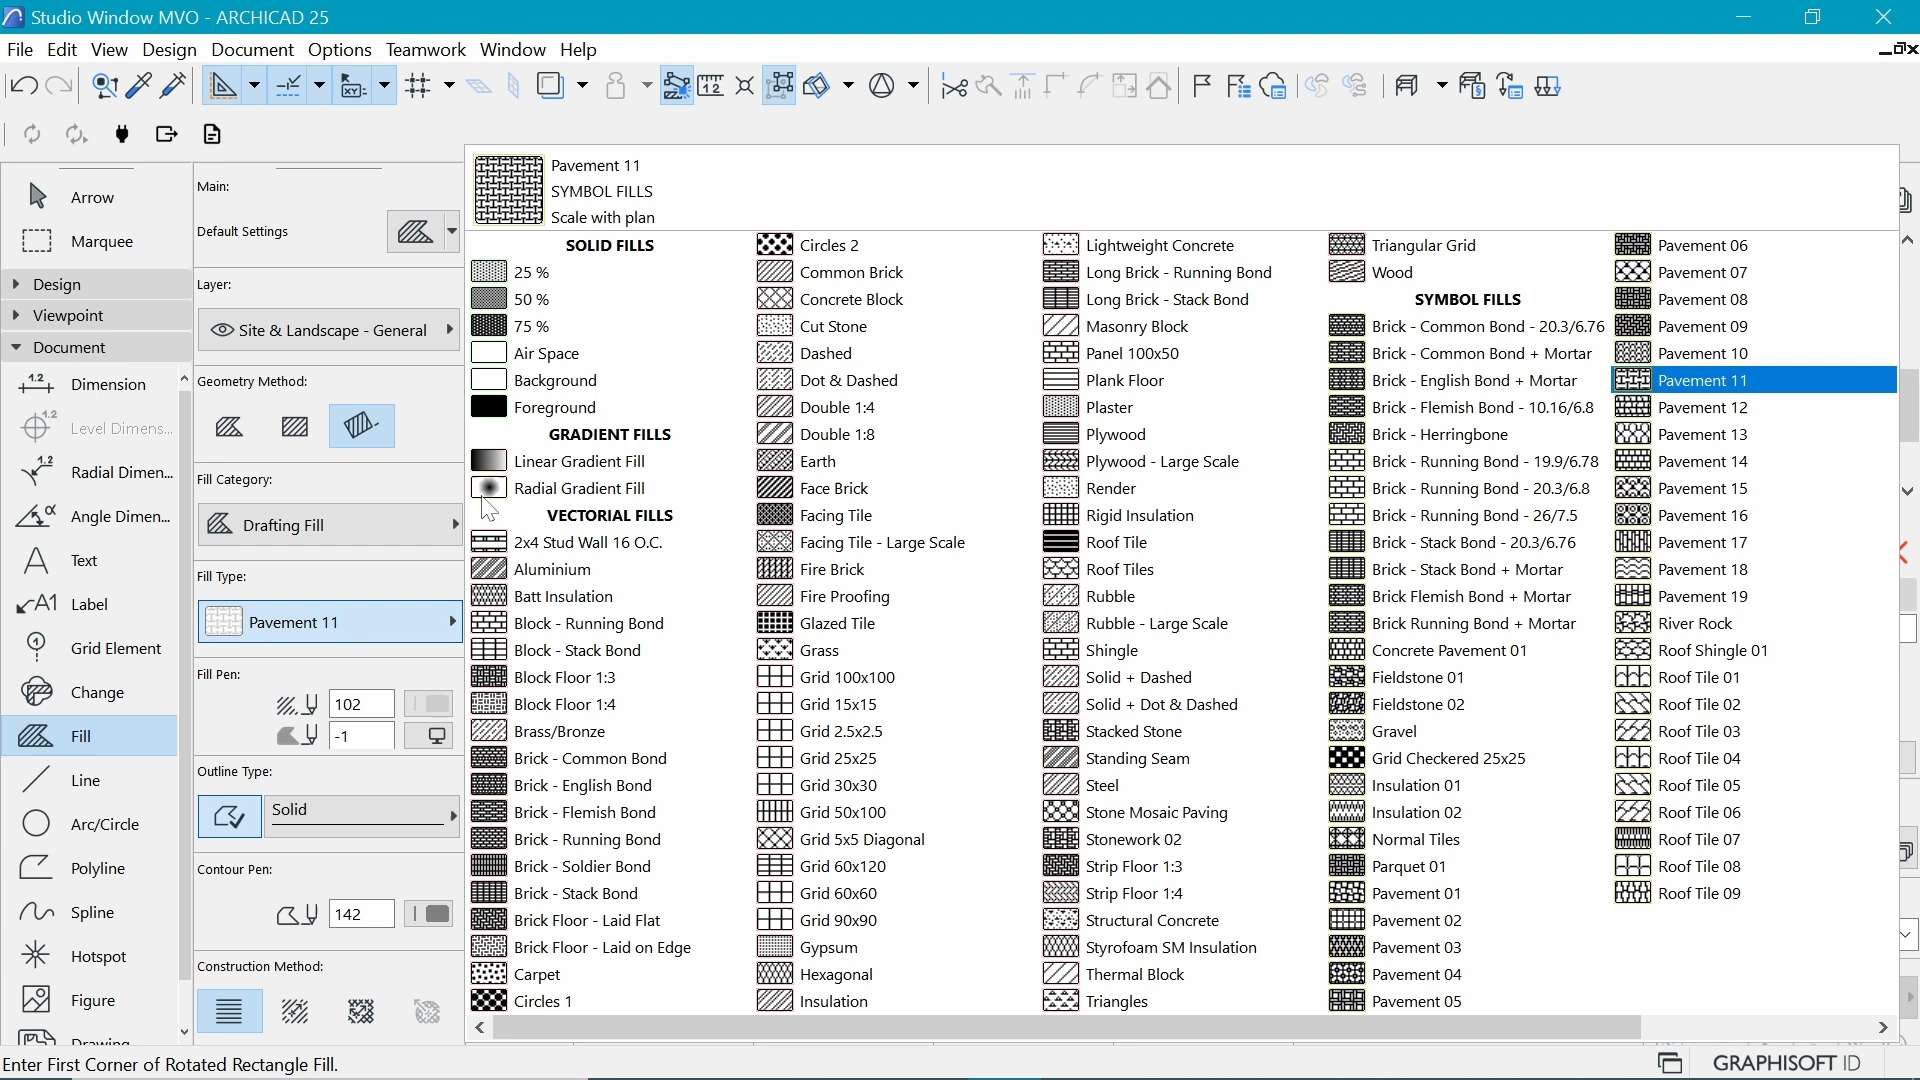 Studio Window MVO - ARCHICAD 25
File Edit View Design Document Options Teamwork Window Help
Arrow
Marquee
Design
Viewpoint
Document
1.2 Dimension
1.2 Level Dimens...
1.2 Radial Dimen...
α Angle Dimen...
A Text
A1 Label
1 Grid Element
Change
Fill
Line
Arc/Circle
Polyline
Spline
Hotspot
Figure
Drawing
Main:
Default Settings
Layer:
Site & Landscape - General
Geometry Method:
Fill Category:
Drafting Fill
Fill Type:
Pavement 11
Fill Pen:
102
-1
Outline Type:
Solid
Contour Pen:
142
Construction Method:
Pavement 11
SYMBOL FILLS
Scale with plan
SOLID FILLS
25 %
50 %
75 %
Air Space
Background
Foreground
GRADIENT FILLS
Linear Gradient Fill
Radial Gradient Fill
VECTORIAL FILLS
2x4 Stud Wall 16 O.C.
Aluminium
Batt Insulation
Block - Running Bond
Block - Stack Bond
Block Floor 1:3
Block Floor 1:4
Brass/Bronze
Brick - Common Bond
Brick - English Bond
Brick - Flemish Bond
Brick - Running Bond
Brick - Soldier Bond
Brick - Stack Bond
Brick Floor - Laid Flat
Brick Floor - Laid on Edge
Carpet
Circles 1
Circles 2
Common Brick
Concrete Block
Cut Stone
Dashed
Dot & Dashed
Double 1:4
Double 1:8
Earth
Face Brick
Facing Tile
Facing Tile - Large Scale
Fire Brick
Fire Proofing
Glazed Tile
Grass
Grid 100x100
Grid 15x15
Grid 2.5x2.5
Grid 25x25
Grid 30x30
Grid 50x100
Grid 5x5 Diagonal
Grid 60x120
Grid 60x60
Grid 90x90
Gypsum
Hexagonal
Insulation
Lightweight Concrete
Long Brick - Running Bond
Long Brick - Stack Bond
Masonry Block
Panel 100x50
Plank Floor
Plaster
Plywood
Plywood - Large Scale
Render
Rigid Insulation
Roof Tile
Roof Tiles
Rubble
Rubble - Large Scale
Shingle
Solid + Dashed
Solid + Dot & Dashed
Stacked Stone
Standing Seam
Steel
Stone Mosaic Paving
Stonework 02
Strip Floor 1:3
Strip Floor 1:4
Structural Concrete
Styrofoam SM Insulation
Thermal Block
Triangles
Triangular Grid
Wood
SYMBOL FILLS
Brick - Common Bond - 20.3/6.76
Brick - Common Bond + Mortar
Brick - English Bond + Mortar
Brick - Flemish Bond - 10.16/6.8
Brick - Herringbone
Brick - Running Bond - 19.9/6.78
Brick - Running Bond - 20.3/6.8
Brick - Running Bond - 26/7.5
Brick - Stack Bond - 20.3/6.76
Brick - Stack Bond + Mortar
Brick Flemish Bond + Mortar
Brick Running Bond + Mortar
Concrete Pavement 01
Fieldstone 01
Fieldstone 02
Gravel
Grid Checkered 25x25
Insulation 01
Insulation 02
Normal Tiles
Parquet 01
Pavement 01
Pavement 02
Pavement 03
Pavement 04
Pavement 05
Pavement 06
Pavement 07
Pavement 08
Pavement 09
Pavement 10
Pavement 11
Pavement 12
Pavement 13
Pavement 14
Pavement 15
Pavement 16
Pavement 17
Pavement 18
Pavement 19
River Rock
Roof Shingle 01
Roof Tile 01
Roof Tile 02
Roof Tile 03
Roof Tile 04
Roof Tile 05
Roof Tile 06
Roof Tile 07
Roof Tile 08
Roof Tile 09
Enter First Corner of Rotated Rectangle Fill.
GRAPHISOFT ID